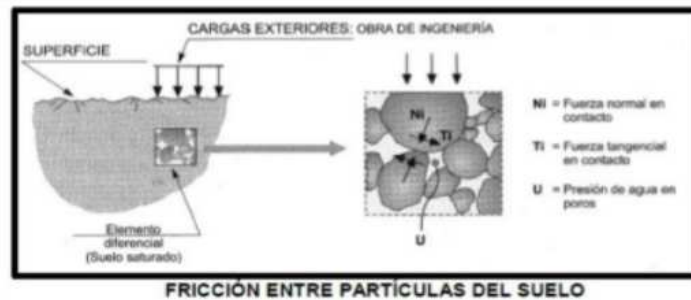 CARGAS EXTERIORES: OBRA DE INGENIERÍA
SUPERFICIE
Elemento
diferencial
(Suelo saturado)
Ni
Ti
U
Ni = Fuerza normal en
contacto
Ti = Fuerza tangencial
en contacto
U = Presión de agua en
poros
FRICCIÓN ENTRE PARTÍCULAS DEL SUELO